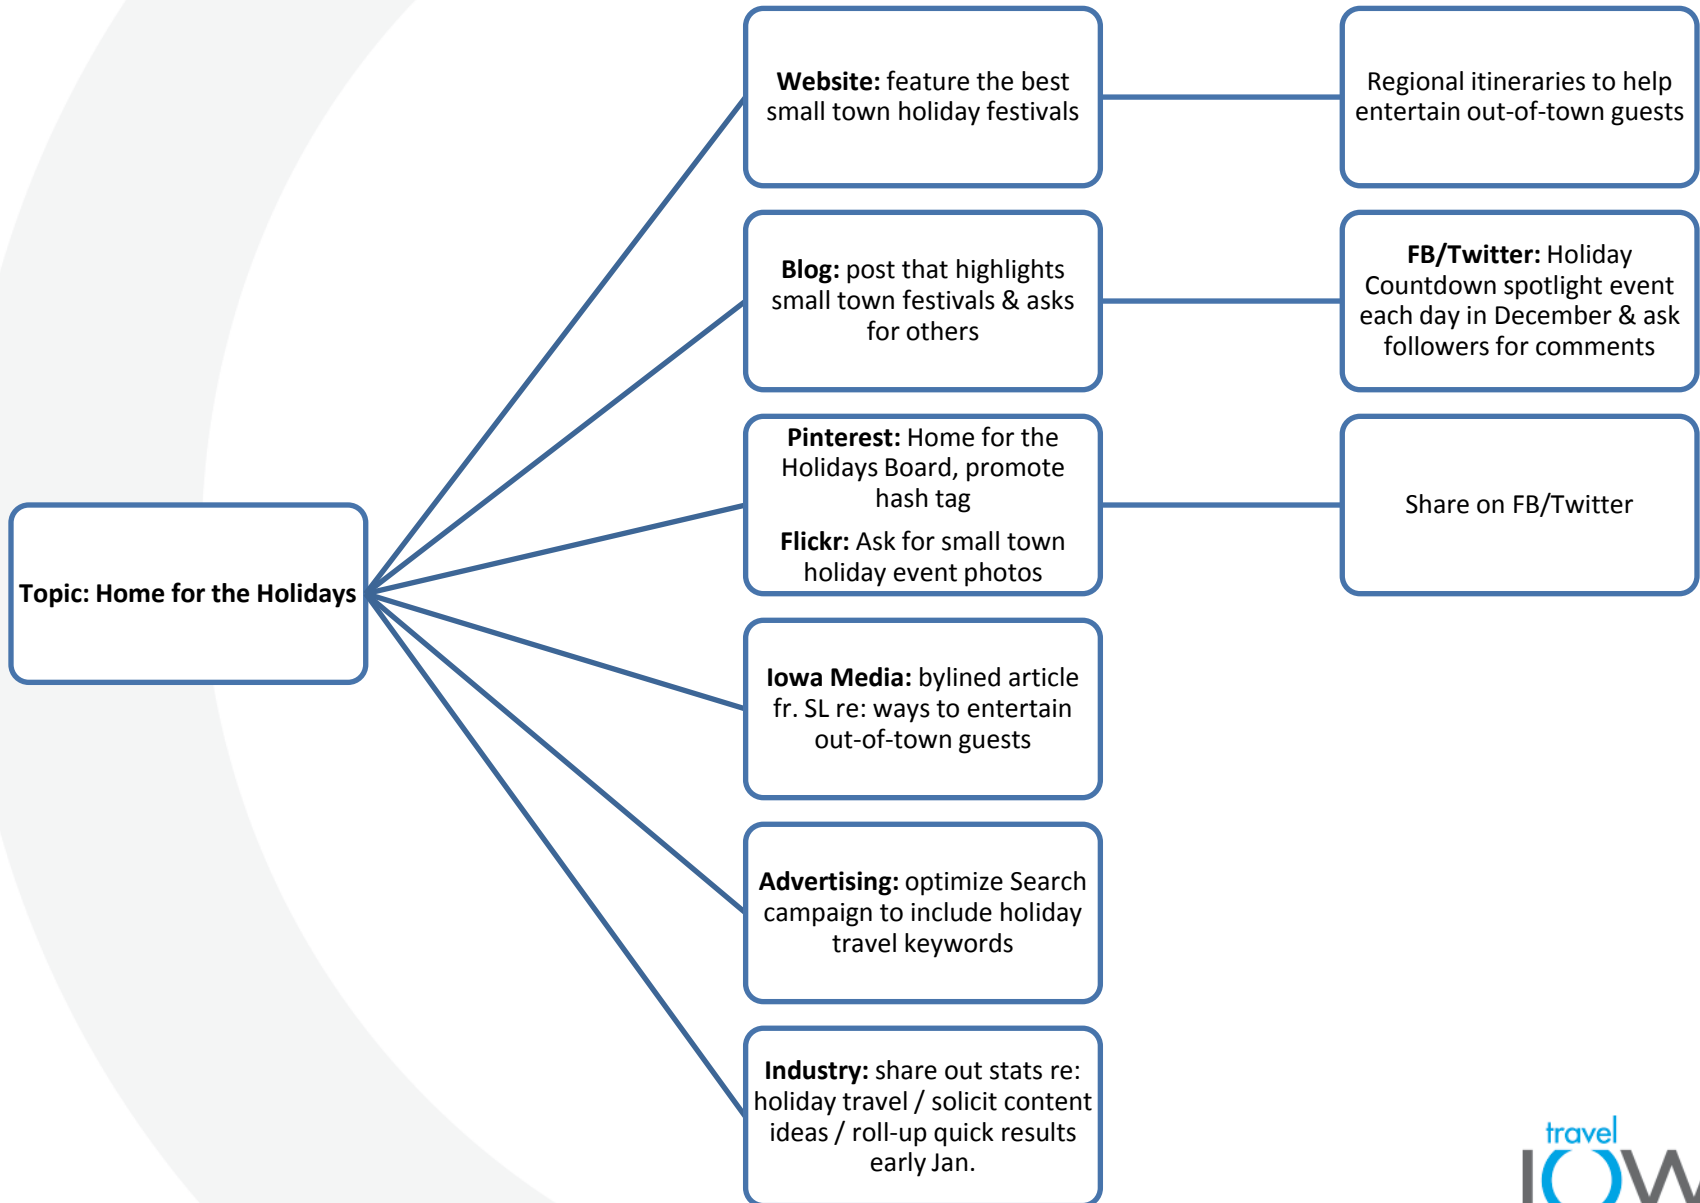 Website: feature the best
small town holiday festivals
Regional itineraries to help
entertain out-of-town guests
Blog: post that highlights
small town festivals & asks
for others
FB/Twitter: Holiday
Countdown spotlight event
each day in December & ask
followers for comments
Pinterest: Home for the
Holidays Board, promote
hash tag
Flickr: Ask for small town
holiday event photos
Share on FB/Twitter
Topic: Home for the Holidays
Iowa Media: bylined article
fr. SL re: ways to entertain
out-of-town guests
Advertising: optimize Search
campaign to include holiday
travel keywords
Industry: share out stats re:
holiday travel / solicit content
ideas / roll-up quick results
early Jan.
travel
IOW